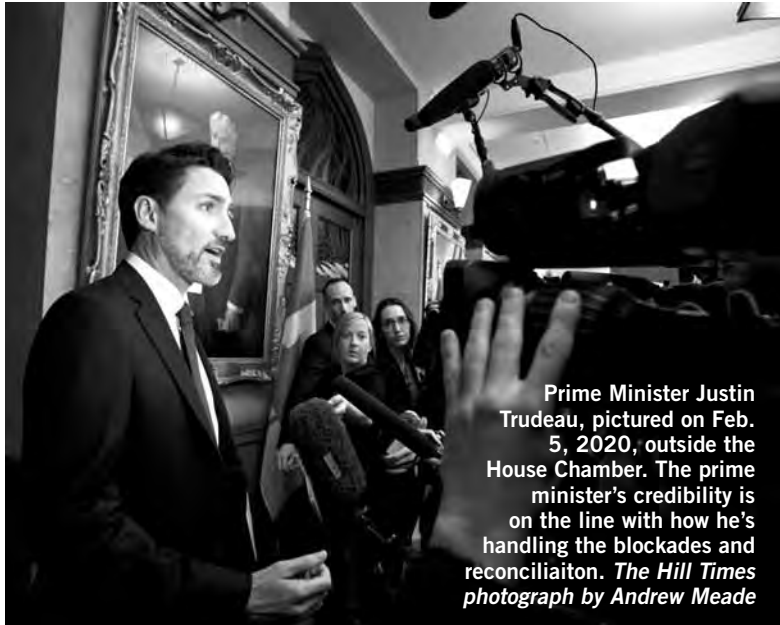 Prime Minister Justin
Trudeau, pictured on Feb.
5, 2020, outside the
House Chamber. The prime
minister’s credibility is
on the line with how he’s
handling the blockades and
reconciliaiton. The Hill Times
photograph by Andrew Meade